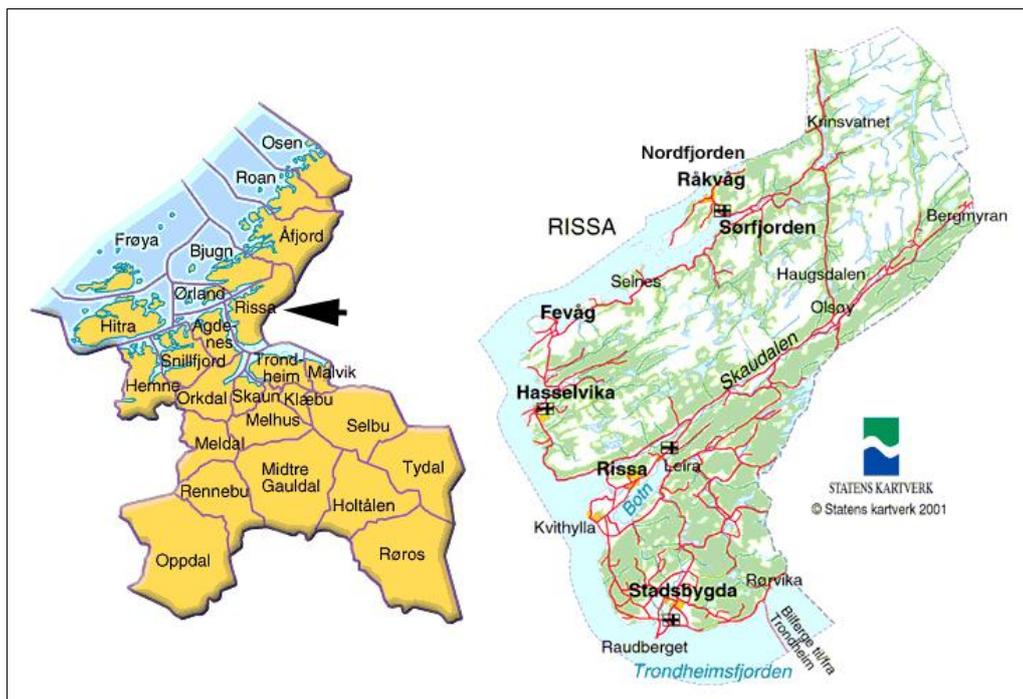 Osen
Roan
Åfjord
Frøya
Bjugn
Ørland
Rissa
Hitra
Agde-
nes
Snillfjord
Trond-
heim
Malvik
Hemne
Orkdal
Skaun
Klæbu
Melhus
Selbu
Meldal
Tydal
Midtre
Gauldal
Rennebu
Holtålen
Oppdal
Røros
Krinsvatnet
Nordfjorden
Råkvåg
Bergmyran
RISSA
Sørfjorden
Selnes
Haugsdalen
Fevåg
Olsøy
Skaudalen
Hasselvika
Rissa
Leira
Botn
Kvithylla
STATENS KARTVERK
© Statens kartverk 2001
Rørvika
Stadsbygda
Bilferge til/fra
Trondheim
Raudberget
Trondheimsfjorden